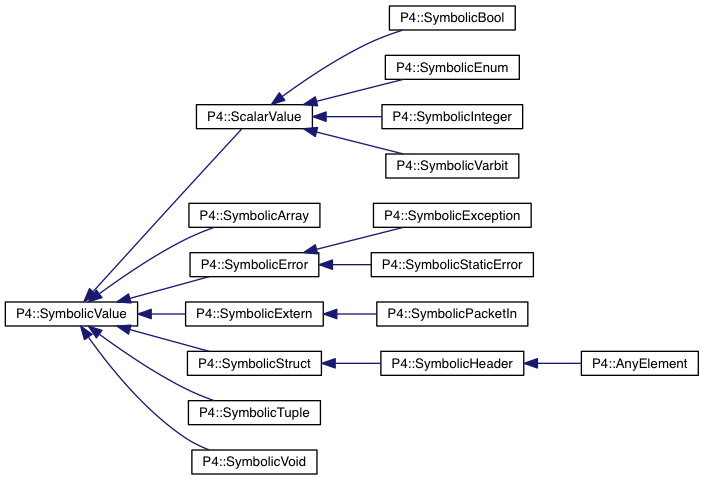 P4::SymbolicBool
P4::SymbolicEnum
P4::ScalarValue
P4::SymbolicInteger
P4::SymbolicVarbit
P4::SymbolicArray
P4::SymbolicException
P4::SymbolicError
P4::SymbolicStaticError
P4::SymbolicValue
P4::SymbolicExtern
P4::SymbolicPacketIn
P4::SymbolicStruct
P4::SymbolicHeader
P4::AnyElement
P4::SymbolicTuple
P4::SymbolicVoid